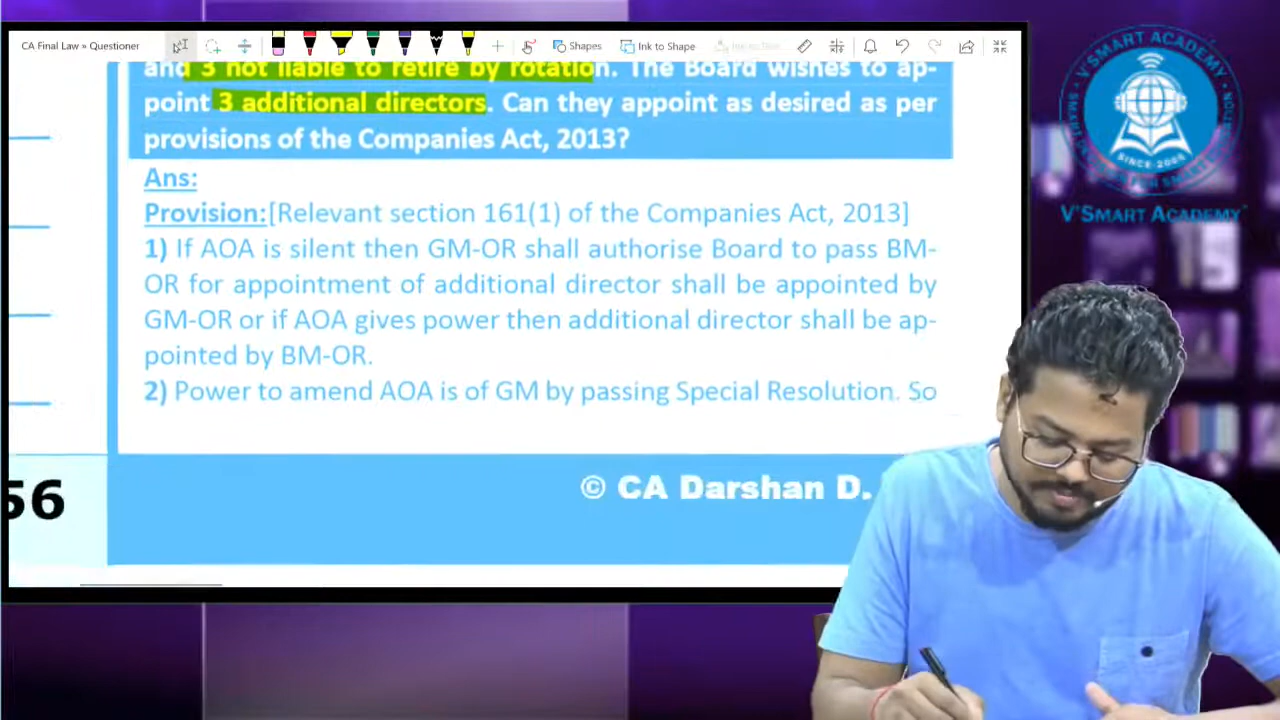 CA Final Law » Questioner
Shapes
Ink to Shape
and 3 not liable to retire by rotation. The Board wishes to ap-
point 3 additional directors. Can they appoint as desired as per
provisions of the Companies Act, 2013?
Ans:
Provision:[Relevant section 161(1) of the Companies Act, 2013]
1) If AOA is silent then GM-OR shall authorise Board to pass BM-
OR for appointment of additional director shall be appointed by
GM-OR or if AOA gives power then additional director shall be ap-
pointed by BM-OR.
2) Power to amend AOA is of GM by passing Special Resolution. So
56
© CA Darshan D.
V'SMART ACADEMY
SINCE-2004
V'SMART ACADEMY